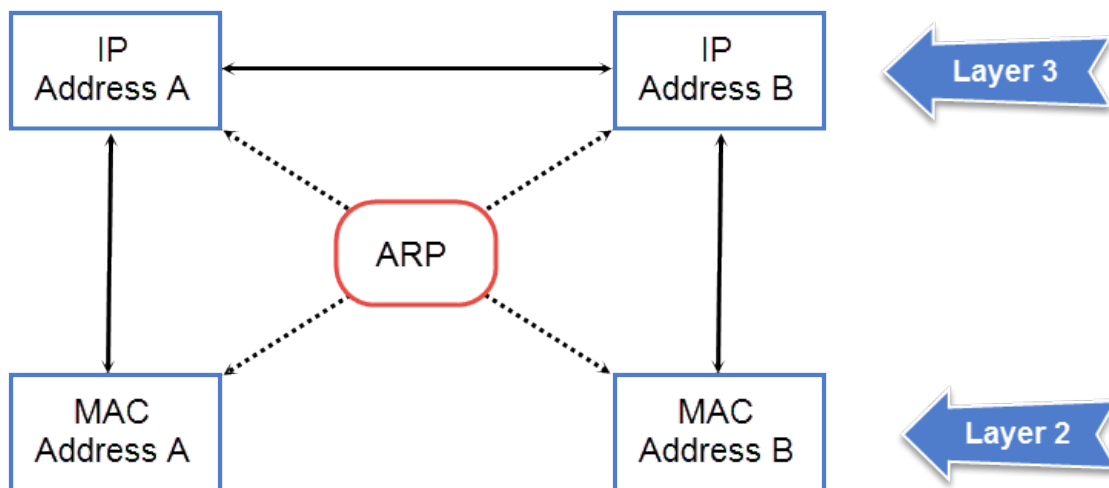 IP
Address A
IP
Address B
Layer 3
ARP
MAC
Address A
MAC
Address B
Layer 2